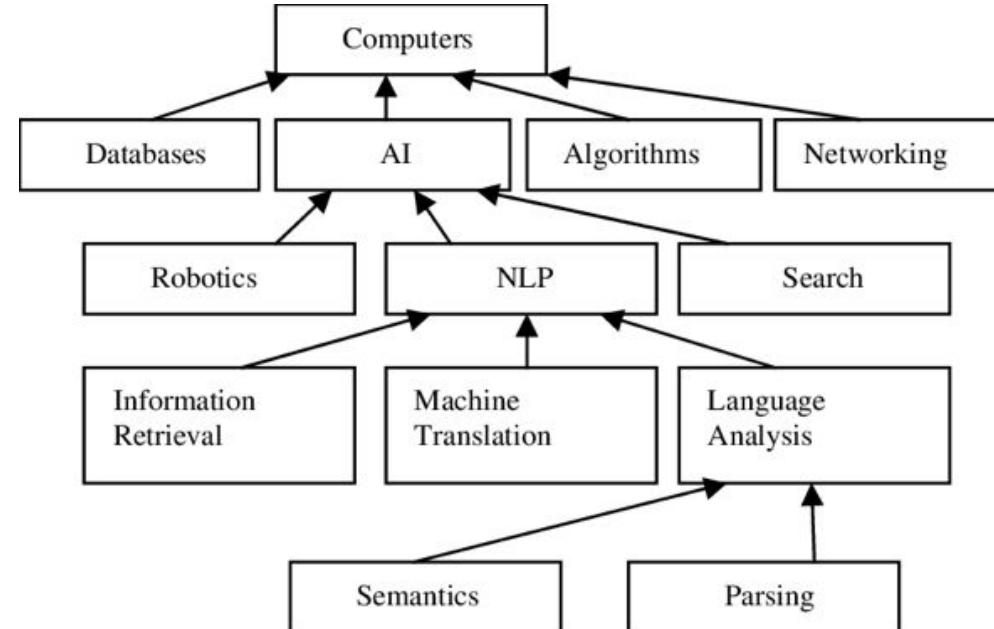 Computers
Databases
AI
Algorithms
Networking
Robotics
NLP
Search
Information
Retrieval
Machine
Translation
Language
Analysis
Semantics
Parsing